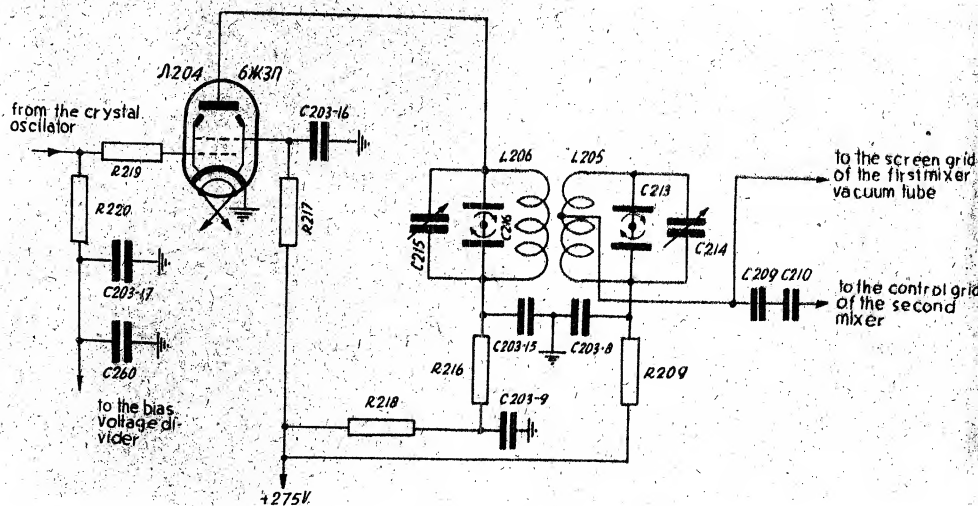 Л204 6Ж3П
from the crystal
oscilator
C203-16
R219
R220
R217
L206 L205
C213
C215
C216
C214
to the screen grid
of the first mixer
vacuum tube
C209 C210
to the control grid
of the second
mixer
C203-17
C260
to the bias
voltage di-
vider
C203-15 C203-8
R216
R209
R218
C203-9
+275V.